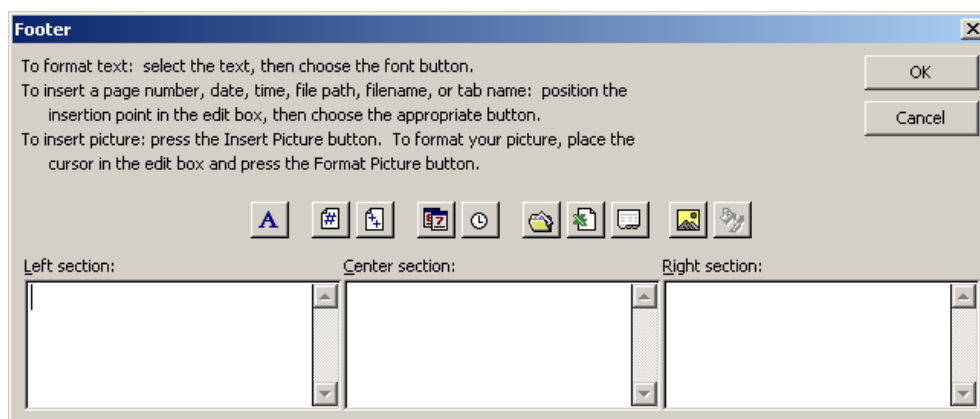 Footer
To format text: select the text, then choose the font button.
To insert a page number, date, time, file path, filename, or tab name: position the
insertion point in the edit box, then choose the appropriate button.
To insert picture: press the Insert Picture button. To format your picture, place the
cursor in the edit box and press the Format Picture button.
OK
Cancel
A
Left section:
Center section:
Right section: